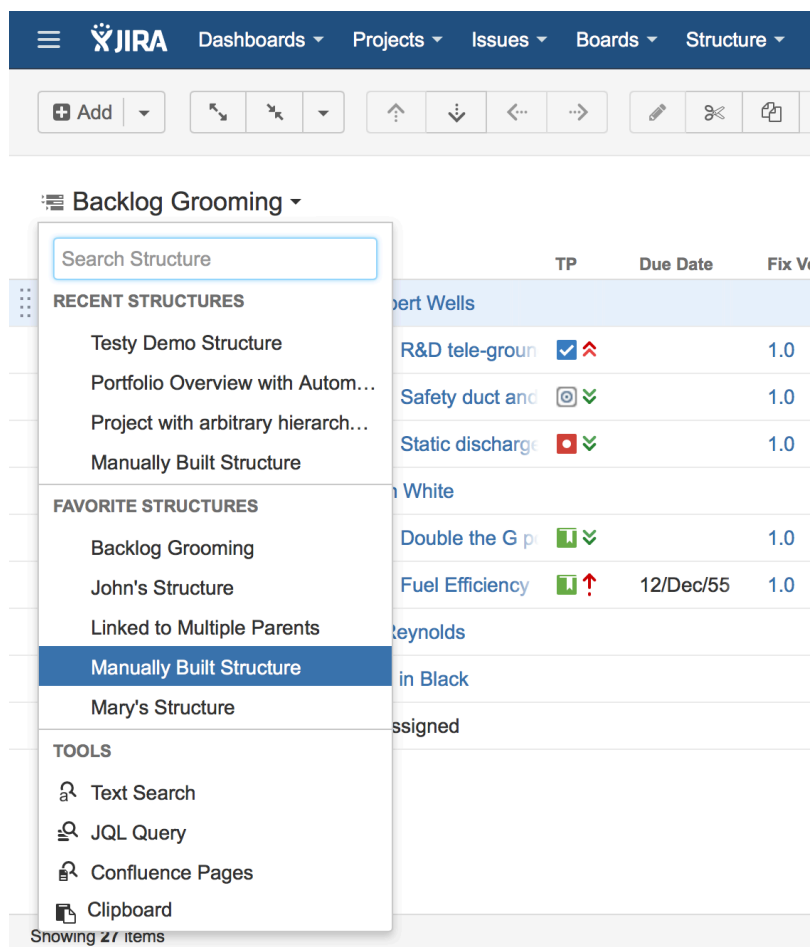 JIRA Dashboards Projects Issues Boards Structure
Add
Backlog Grooming
Search Structure
TP Due Date Fix
RECENT STRUCTURES
Wells
Testy Demo Structure
R&D
1.0
Portfolio Overview with Autom...
Safety duct and
1.0
Project with arbitrary hierarch...
Static discharge
1.0
Manually Built Structure
White
FAVORITE STRUCTURES
Backlog Grooming
Double the G
1.0
John's Structure
Fuel Efficiency 12/Dec/55 1.0
Linked to Multiple Parents
Reynolds
Manually Built Structure
in Black
Mary's Structure
TOOLS
Text Search
JQL Query
Confluence Pages
Clipboard
Showing 27 items